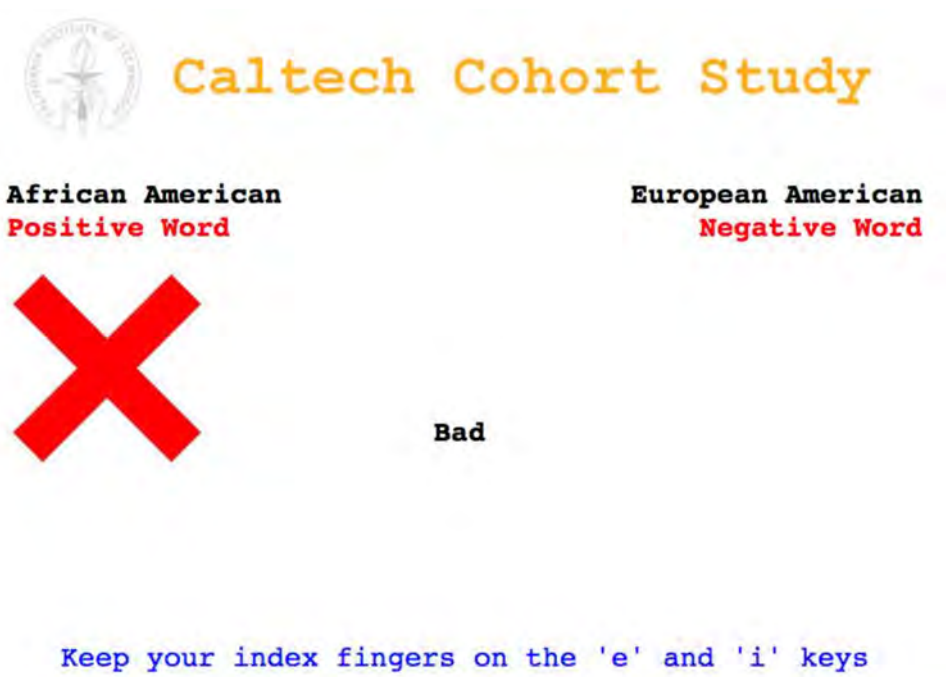 Caltech Cohort Study
African American
Positive Word
European American
Negative Word
Bad
Keep your index fingers on the 'e' and 'i' keys